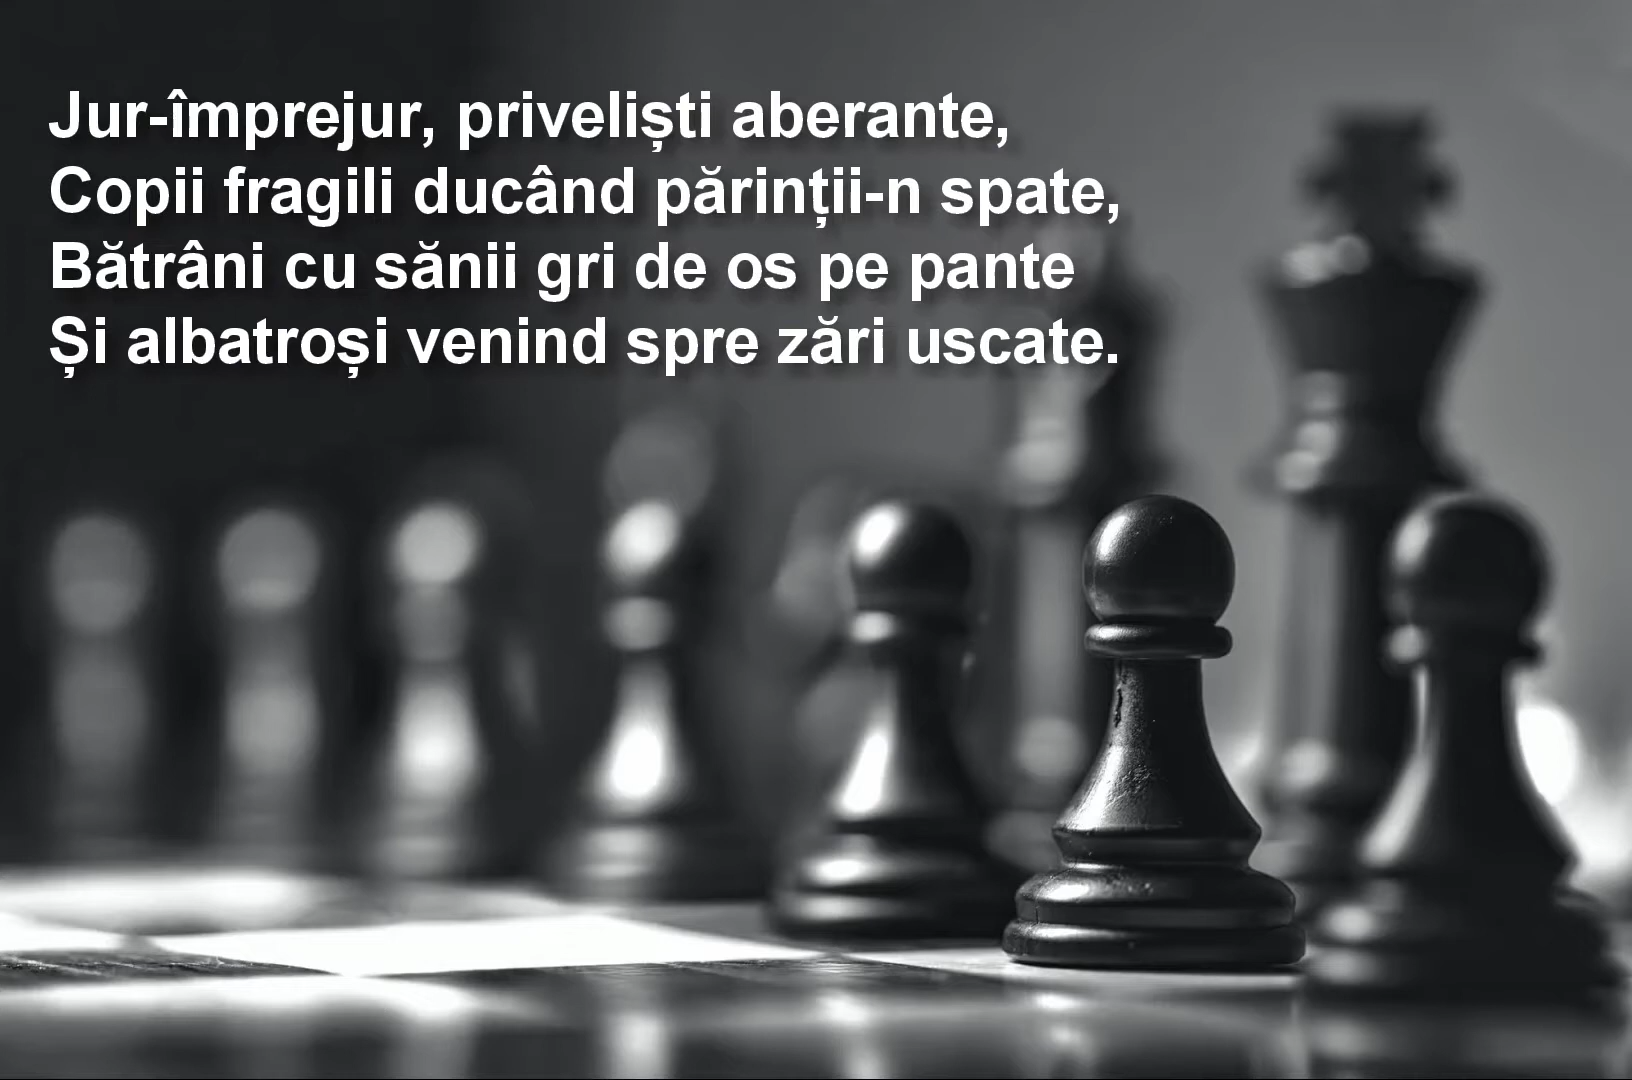 Jur-împrejur, priveliști aberante,
Copii fragili ducând părinții-n spate,
Bătrâni cu sănii gri de os pe pante
Și albatroși venind spre zări uscate.